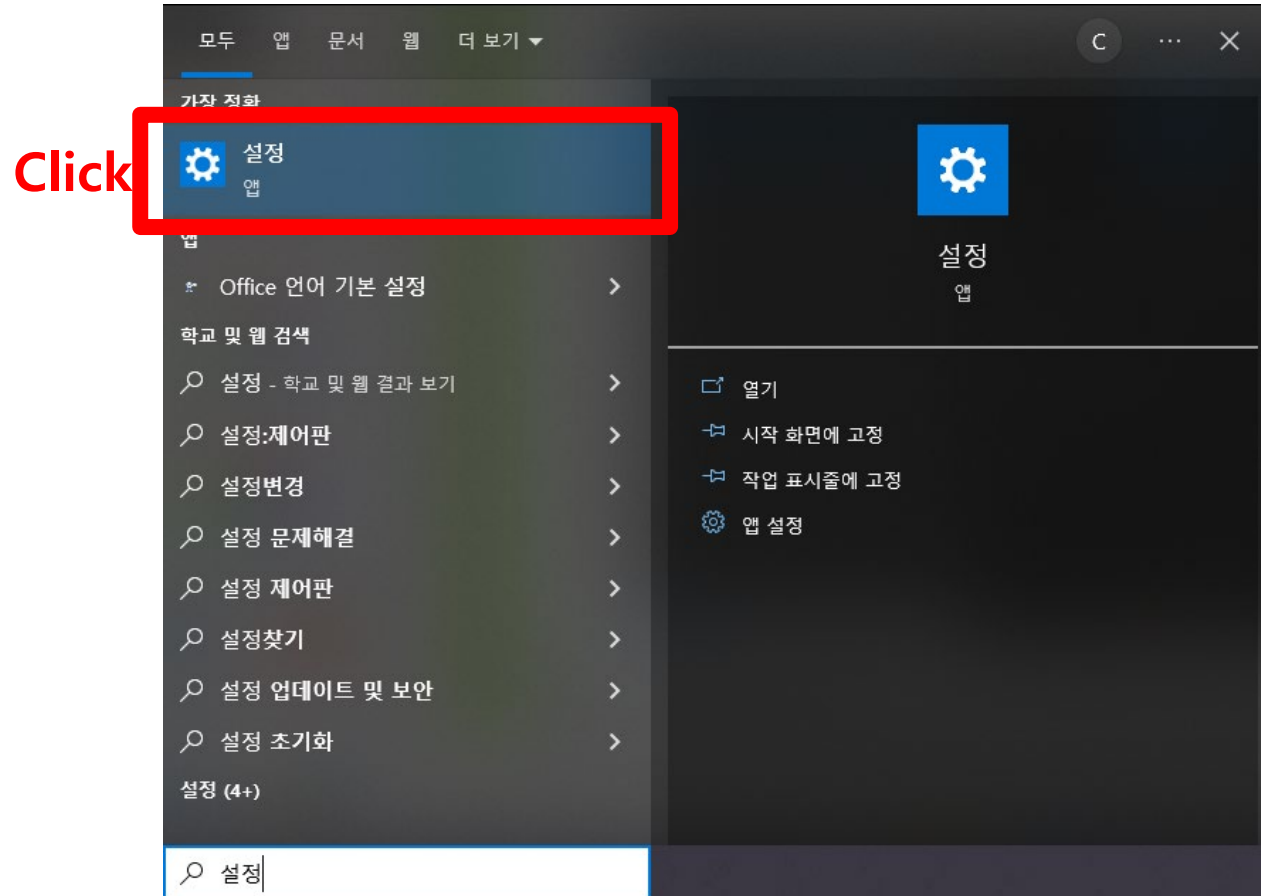 모두 앱 문서 웹 더 보기 C ... 
가장 정확
Click
설정
앱
앱
Office 언어 기본 설정
학교 및 웹 검색
설정 - 학교 및 웹 결과 보기
설정:제어판
설정변경
설정 문제해결
설정 제어판
설정찾기
설정 업데이트 및 보안
설정 초기화
설정 (4+)
설정
설정
앱
열기
시작 화면에 고정
작업 표시줄에 고정
앱 설정